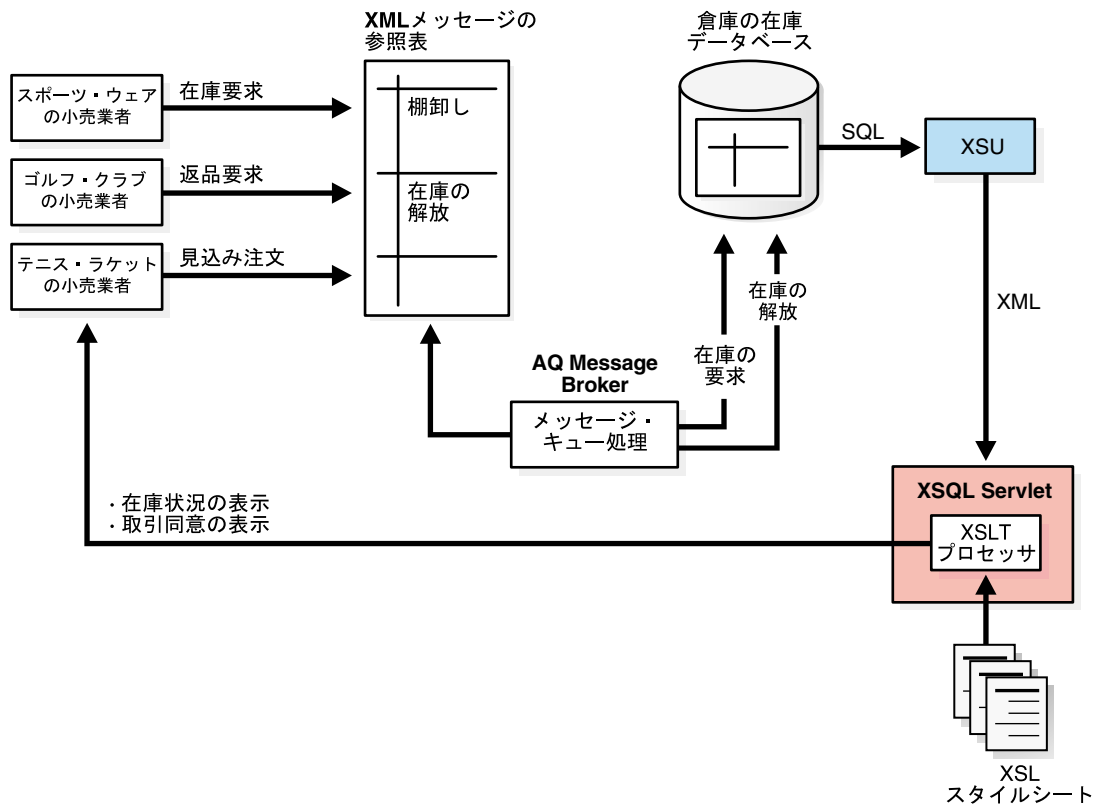 XMLメッセージの
参照表
倉庫の在庫
データベース
スポーツ・ウェア
の小売業者
在庫要求
棚卸し
SQL
XSU
ゴルフ・クラブ
の小売業者
返品要求
在庫の
解放
テニス・ラケット
の小売業者
見込み注文
在庫の
解放
XML
在庫の
要求
AQ Message
Broker
メッセージ・
キュー処理
・在庫状況の表示
・取引同意の表示
XSQL Servlet
XSLT
プロセッサ
XSL
スタイルシート